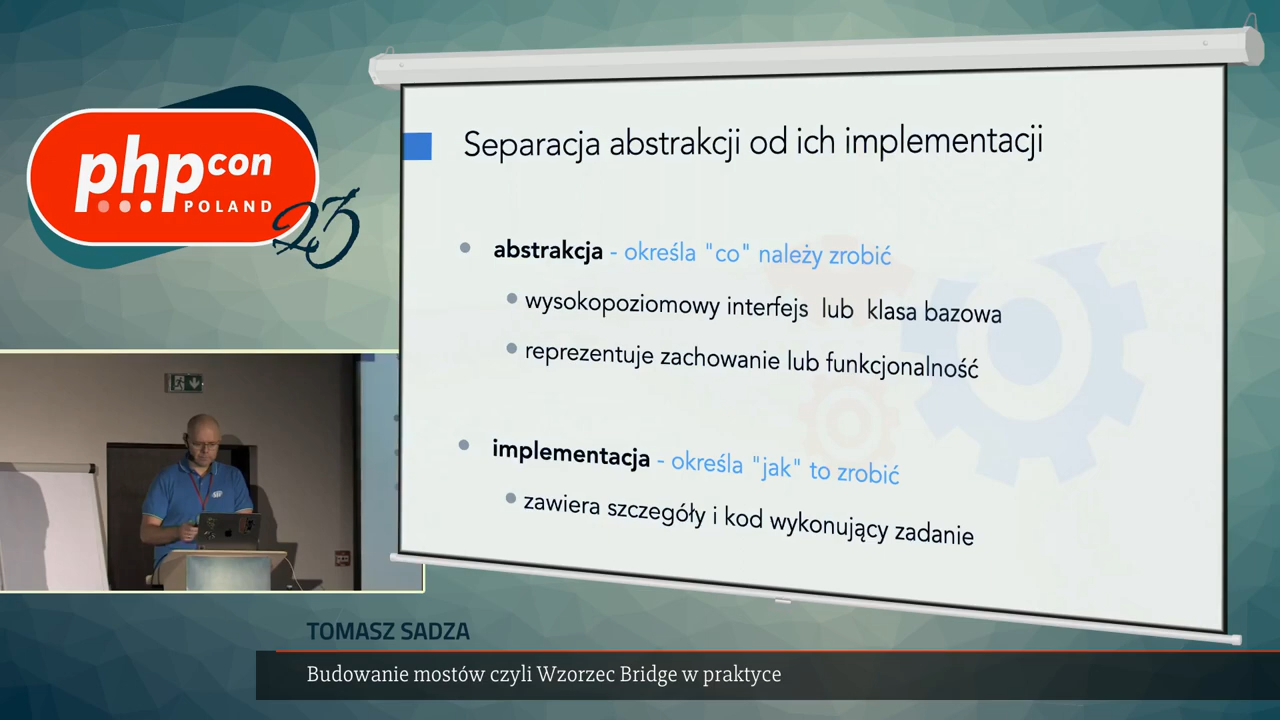 phpcon
POLAND
23
Separacja abstrakcji od ich implementacji
abstrakcja - określa "co" należy zrobić
wysokopoziomowy interfejs lub klasa bazowa
reprezentuje zachowanie lub funkcjonalność
implementacja - określa "jak" to zrobić
zawiera szczegóły i kod wykonujący zadanie
TOMASZ SADZA
Budowanie mostów czyli Wzorzec Bridge w praktyce